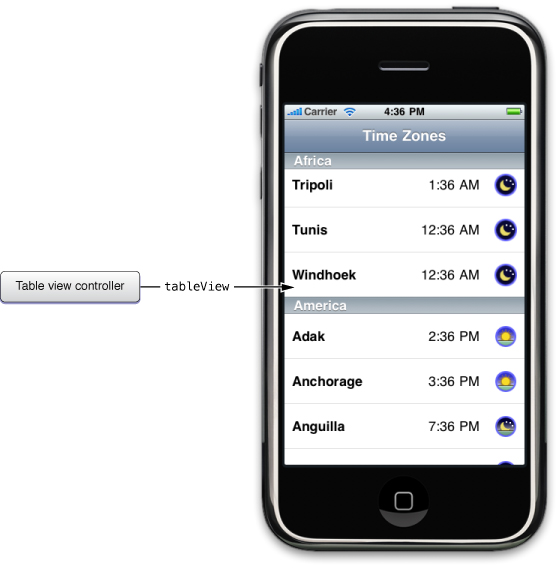 Carrier 4:36 PM
Time Zones
Africa
Tripoli 1:36 AM
Tunis 12:36 AM
Windhoek 12:36 AM
Table view controller tableView
America
Adak 2:36 PM
Anchorage 3:36 PM
Anguilla 7:36 PM